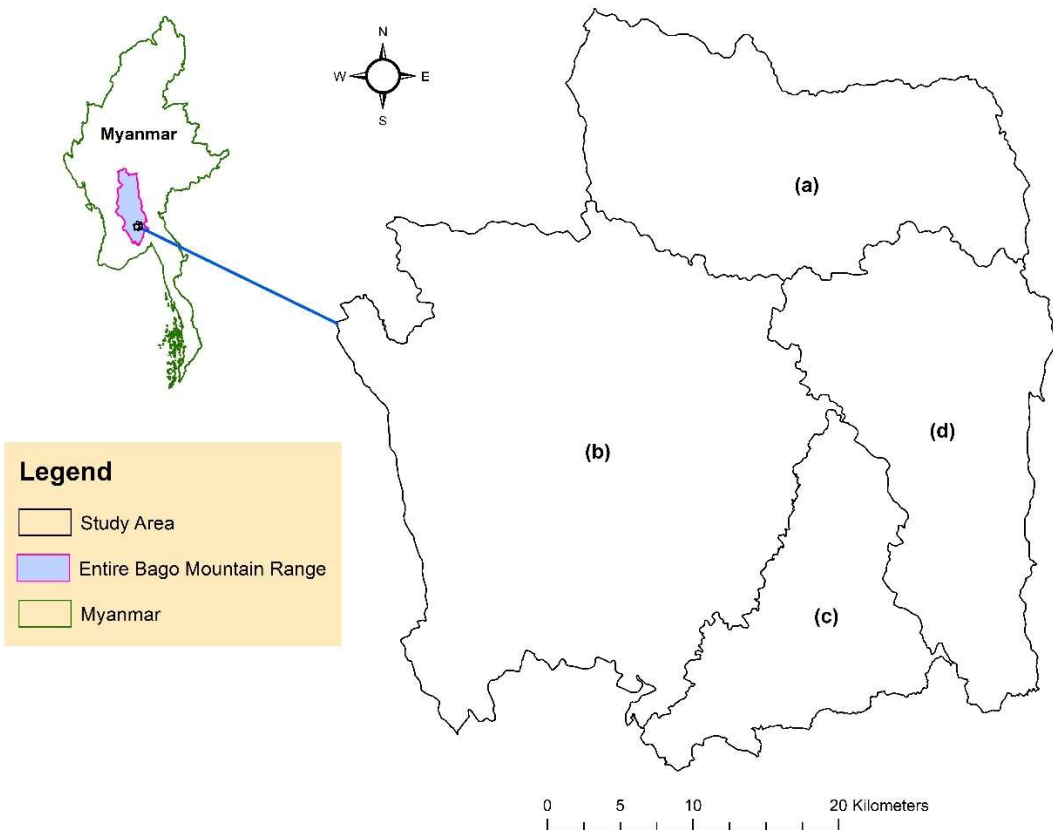 Myanmar
N
W
E
S
(a)
(b)
(c)
(d)
Legend
Study Area
Entire Bago Mountain Range
Myanmar
0 5 10 20 Kilometers